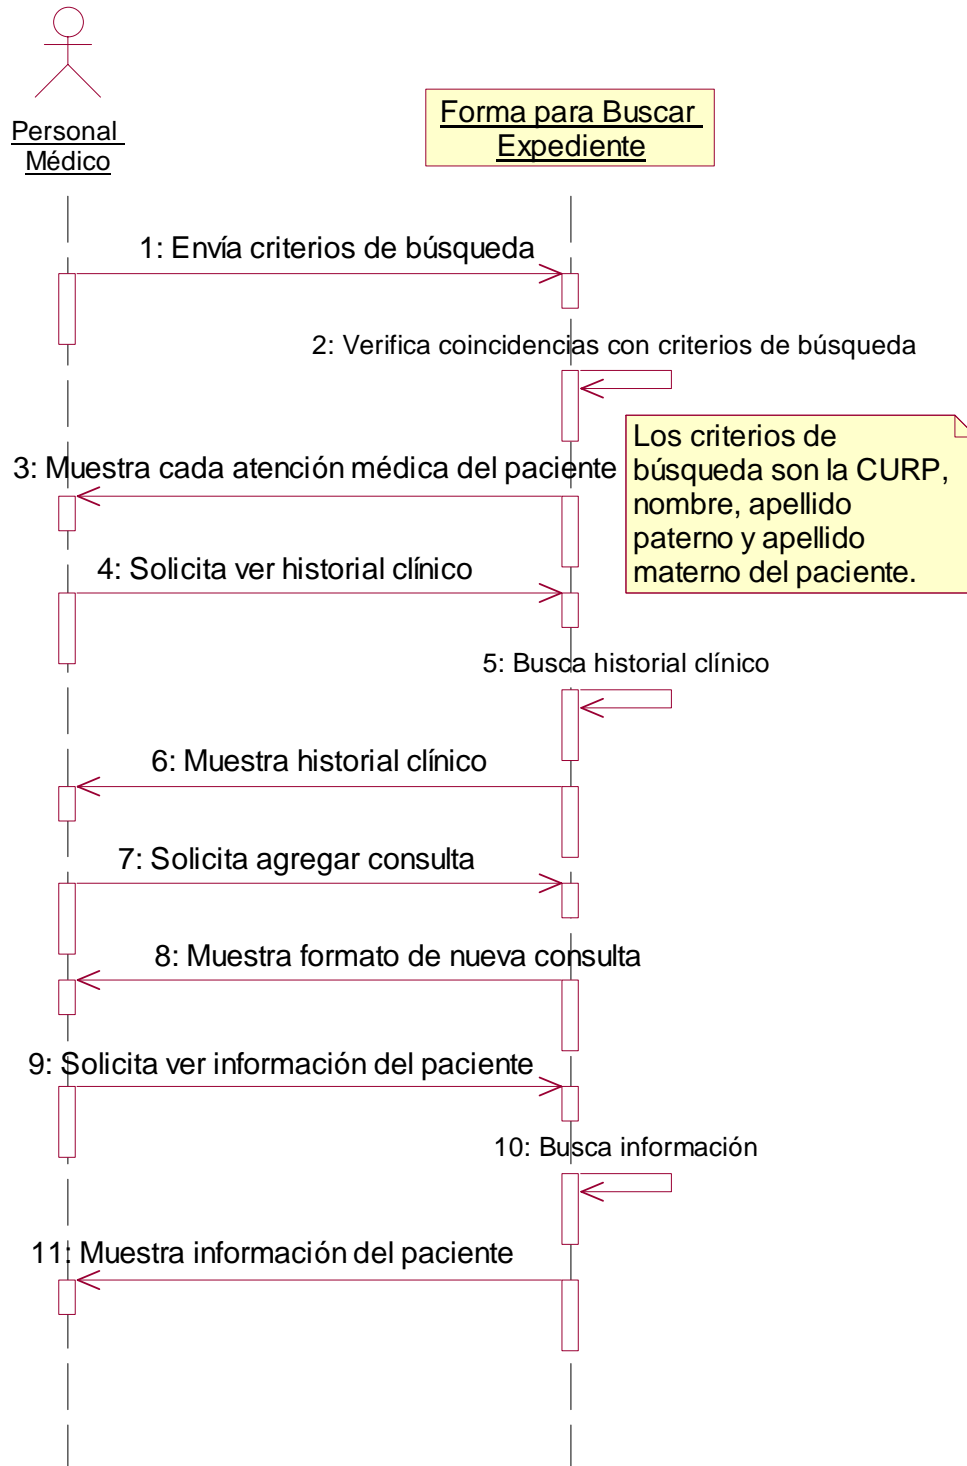 Personal
Médico
Forma para Buscar
Expediente
1: Envía criterios de búsqueda
2: Verifica coincidencias con criterios de búsqueda
Los criterios de
búsqueda son la CURP,
nombre, apellido
paterno y apellido
materno del paciente.
3: Muestra cada atención médica del paciente
4: Solicita ver historial clínico
5: Busca historial clínico
6: Muestra historial clínico
7: Solicita agregar consulta
8: Muestra formato de nueva consulta
9: Solicita ver información del paciente
10: Busca información
11: Muestra información del paciente